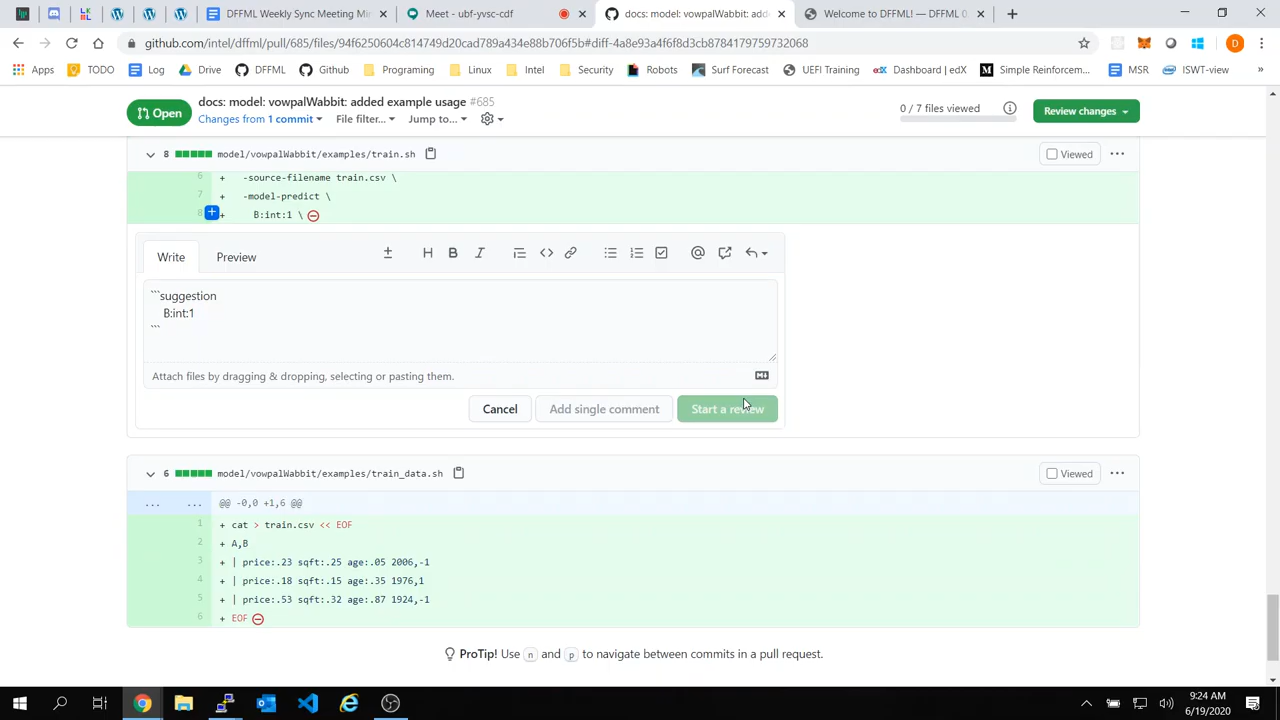 DFFML Weekly Sync Meeting Min
Meet - ubf-yvsc-cdf
docs: model: vowpalWabbit: adde
Welcome to DFFML! — DFFML 0.
github.com/intel/dffml/pull/685/files/94f6250604c814749d20cad78b434e88b706f5b#diff-4a8e93a4f6f8d3cb8784179759732068
D
Apps
TODO
Log
Drive
DFFML
Github
Programming
Linux
Intel
Security
Robots
Surf Forecast
UEFI Training
Dashboard | edX
Simple Reinforcem...
MSR
ISWT-view
»
Open
docs: model: vowpalWabbit: added example usage #685
Changes from 1 commit
File filter...
Jump to...
0 / 7 files viewed
Review changes
8
model/vowpalWabbit/examples/train.sh
Viewed
6 + -source-filename train.csv \
7 + -model-predict \
8 + B:int:1 \
Write
Preview
```suggestion
B:int:1
```
Attach files by dragging & dropping, selecting or pasting them.
Cancel
Add single comment
Start a review
6
model/vowpalWabbit/examples/train_data.sh
Viewed
... ... @@ -0,0 +1,6 @@
1 + cat > train.csv << EOF
2 + A,B
3 + | price:.23 sqft:.25 age:.05 2006,-1
4 + | price:.18 sqft:.15 age:.35 1976,1
5 + | price:.53 sqft:.32 age:.87 1924,-1
6 + EOF
ProTip! Use n and p to navigate between commits in a pull request.
9:24 AM
6/19/2020